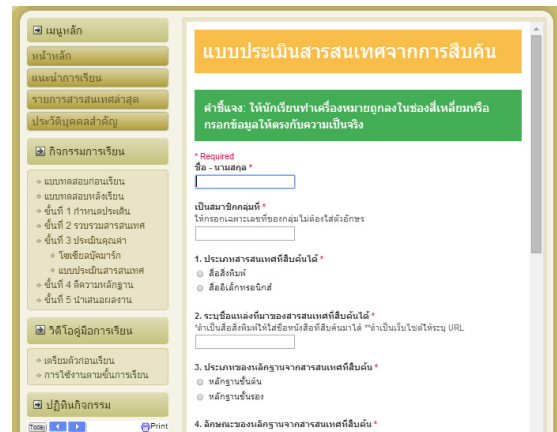 เมนูหลัก
หน้าหลัก
แนะนำการเรียน
รายการสารสนเทศล่าสุด
ประวัติบุคคลสำคัญ
กิจกรรมการเรียน
แบบทดสอบก่อนเรียน
แบบทดสอบหลังเรียน
ขั้นที่ 1 กำหนดประเด็น
ขั้นที่ 2 รวบรวมสารสนเทศ
ขั้นที่ 3 ประเมินคุณค่า
โซเชียลบุ๊คมาร์ก
แบบประเมินสารสนเทศ
ขั้นที่ 4 ตีความหลักฐาน
ขั้นที่ 5 นำเสนอผลงาน
วิดีโอคู่มือการเรียน
เตรียมตัวก่อนเรียน
การใช้งานตามขั้นการเรียน
ปฏิทินกิจกรรม
Today
Print
แบบประเมินสารสนเทศจากการสืบค้น
คำชี้แจง: ให้นักเรียนทำเครื่องหมายถูกลงในช่องสี่เหลี่ยมหรือ
กรอกข้อมูลให้ตรงกับความเป็นจริง
* Required
ชื่อ - นามสกุล *
เป็นสมาชิกกลุ่มที่ *
ให้กรอกเฉพาะเลขที่ของกลุ่มไม่ต้องใส่ตัวอักษร
1. ประเภทสารสนเทศที่สืบค้นได้ *
สื่อสิ่งพิมพ์
สื่ออิเล็กทรอนิกส์
2. ระบุชื่อแหล่งที่มาของสารสนเทศที่สืบค้นได้ *
*ถ้าเป็นสื่อสิ่งพิมพ์ให้ใส่ชื่อหนังสือที่สืบค้นมาได้ **ถ้าเป็นเว็บไซต์ให้ระบุ URL
3. ประเภทของหลักฐานจากสารสนเทศที่สืบค้น *
หลักฐานชั้นต้น
หลักฐานชั้นรอง
4. ลักษณะของหลักฐานจากสารสนเทศที่สืบค้น *